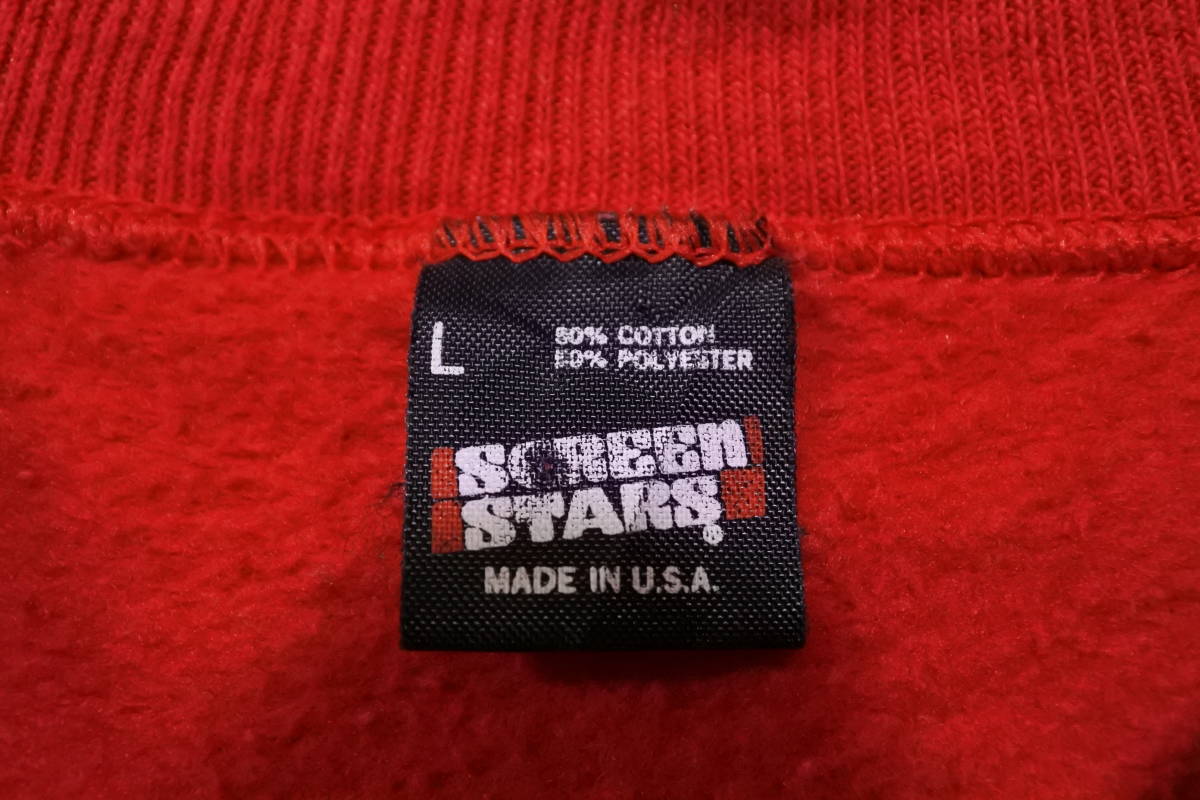 L
50% COTTON
50% POLYESTER
SCREEN
STARS®
MADE IN U.S.A.